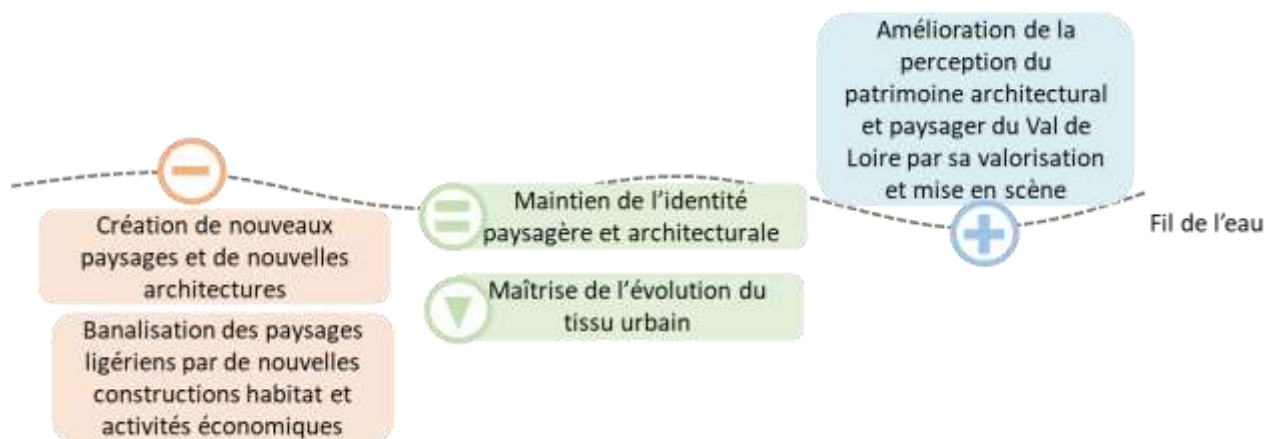 Création de nouveaux
paysages et de nouvelles
architectures
Banalisation des paysages
ligériens par de nouvelles
constructions habitat et
activités économiques
Maintien de l'identité
paysagère et architecturale
Maîtrise de l'évolution du
tissu urbain
Amélioration de la
perception du
patrimoine architectural
et paysager du Val de
Loire par sa valorisation
et mise en scène
Fil de l'eau